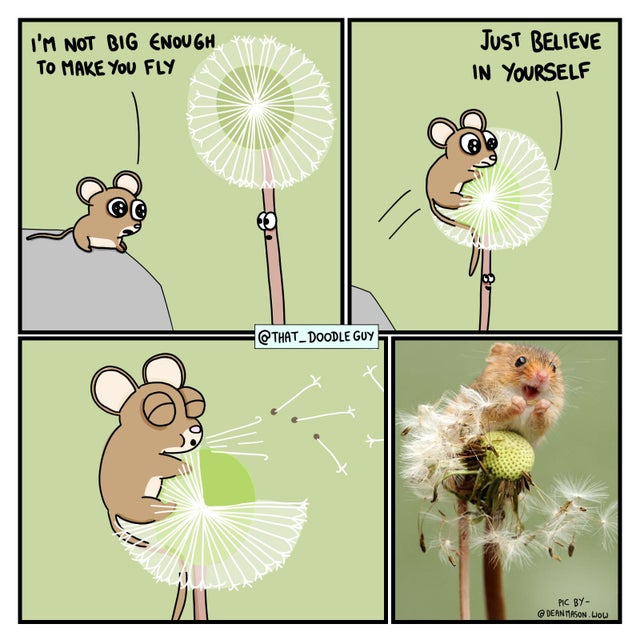 I'M NOT BIG ENOUGH
TO MAKE YOU FLY
JUST BELIEVE
IN YOURSELF
@THAT_DOODLE GUY
PIC BY-
@DEANMASON.WOW